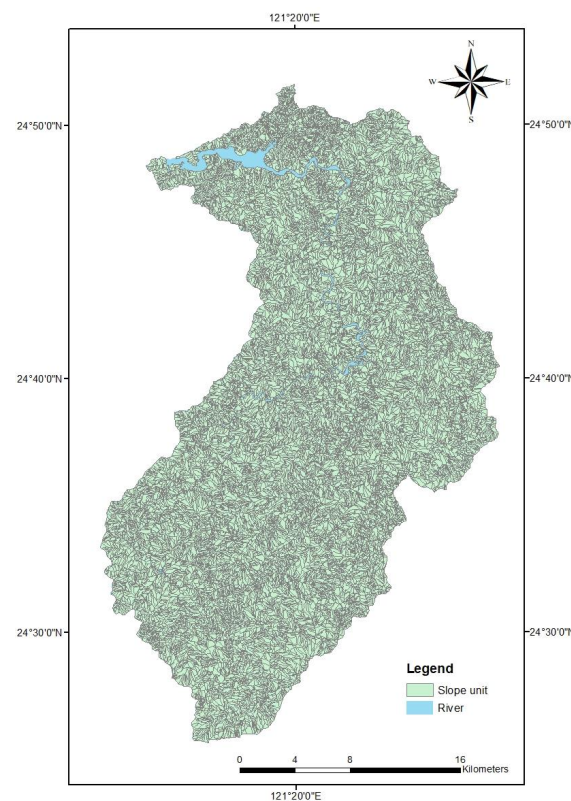 121°20'0"E
N
W E
S
24°50'0"N 24°50'0"N
24°40'0"N 24°40'0"N
24°30'0"N 24°30'0"N
Legend
Slope unit
River
0 4 8 16
Kilometers
121°20'0"E